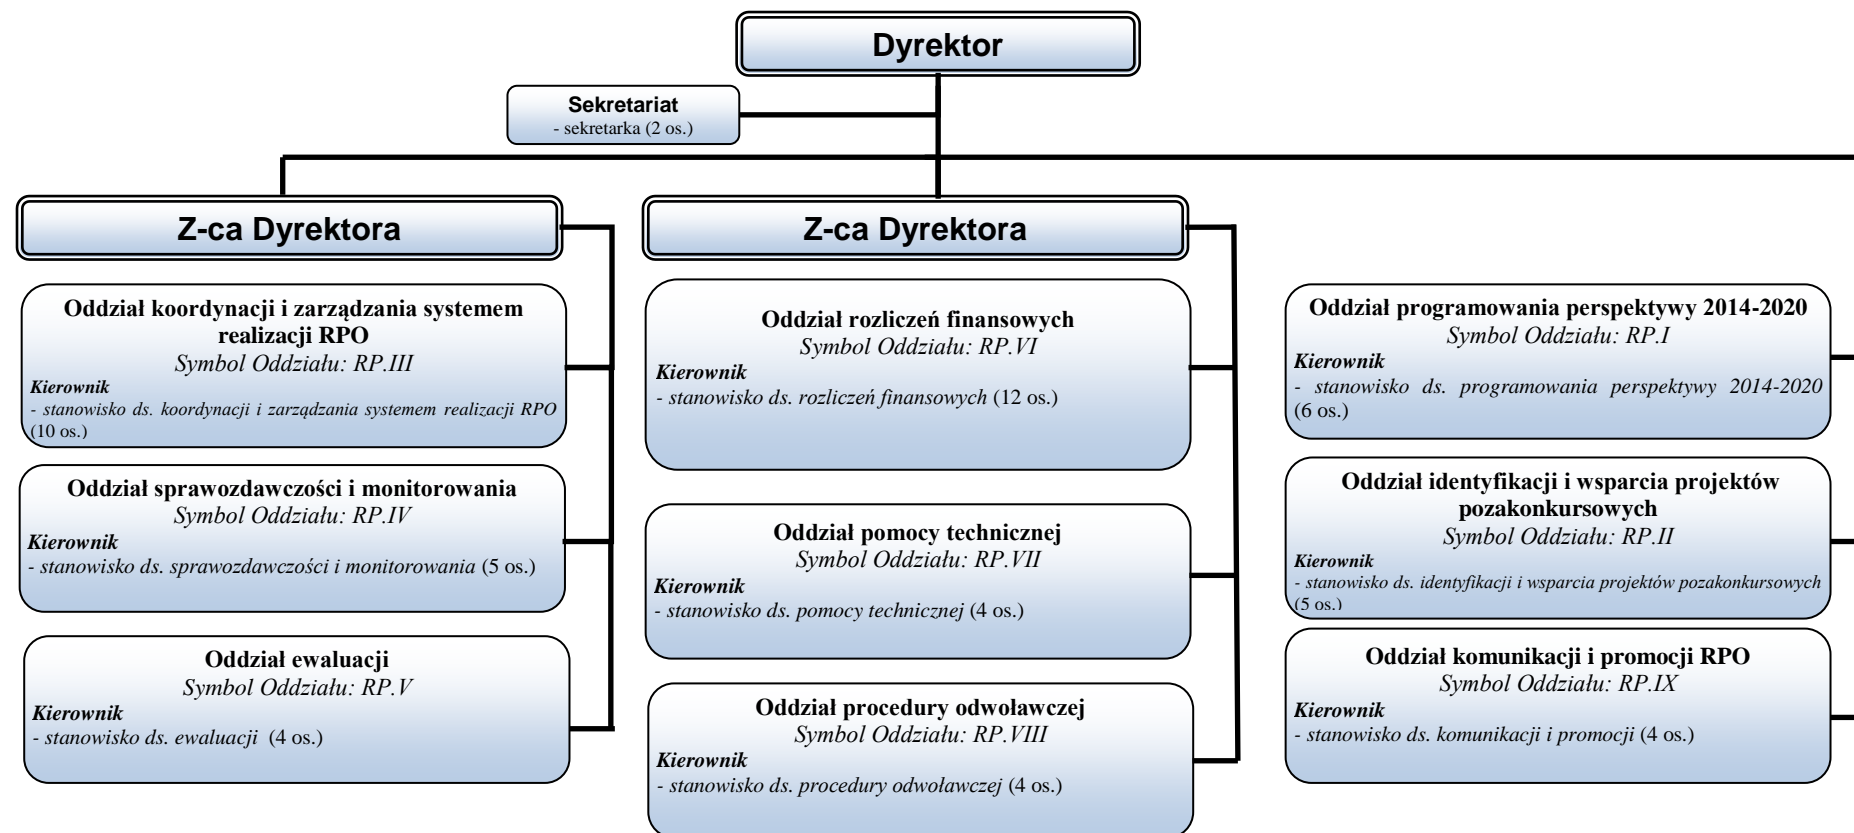 Dyrektor
Sekretariat
- sekretarka (2 os.)
Z-ca Dyrektora
Oddział koordynacji i zarządzania systemem
realizacji RPO
Symbol Oddziału: RP.III
Kierownik
- stanowisko ds. koordynacji i zarządzania systemem realizacji RPO
(10 os.)
Oddział sprawozdawczości i monitorowania
Symbol Oddziału: RP.IV
Kierownik
- stanowisko ds. sprawozdawczości i monitorowania (5 os.)
Oddział ewaluacji
Symbol Oddziału: RP.V
Kierownik
- stanowisko ds. ewaluacji (4 os.)
Z-ca Dyrektora
Oddział rozliczeń finansowych
Symbol Oddziału: RP.VI
Kierownik
- stanowisko ds. rozliczeń finansowych (12 os.)
Oddział pomocy technicznej
Symbol Oddziału: RP.VII
Kierownik
- stanowisko ds. pomocy technicznej (4 os.)
Oddział procedury odwoławczej
Symbol Oddziału: RP.VIII
Kierownik
- stanowisko ds. procedury odwoławczej (4 os.)
Oddział programowania perspektywy 2014-2020
Symbol Oddziału: RP.I
Kierownik
- stanowisko ds. programowania perspektywy 2014-2020
(6 os.)
Oddział identyfikacji i wsparcia projektów
pozakonkursowych
Symbol Oddziału: RP.II
Kierownik
- stanowisko ds. identyfikacji i wsparcia projektów pozakonkursowych
(5 os.)
Oddział komunikacji i promocji RPO
Symbol Oddziału: RP.IX
Kierownik
- stanowisko ds. komunikacji i promocji (4 os.)